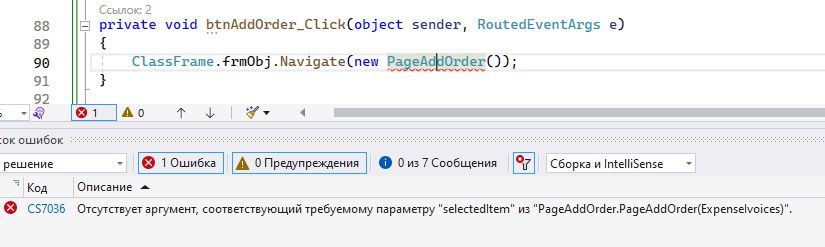 Ссылок: 2
88 private void btnAddOrder_Click(object sender, RoutedEventArgs e)
89 {
90 ClassFrame.frmObj.Navigate(new PageAddOrder());
91 }
92
% 1 0
сок ошибок
решение 1 Ошибка 0 Предупреждения 0 из 7 Сообщения Сборка и IntelliSense
Код Описание
CS7036 Отсутствует аргумент, соответствующий требуемому параметру "selectedItem" из "PageAddOrder.PageAddOrder(ExpenseIvoices)".